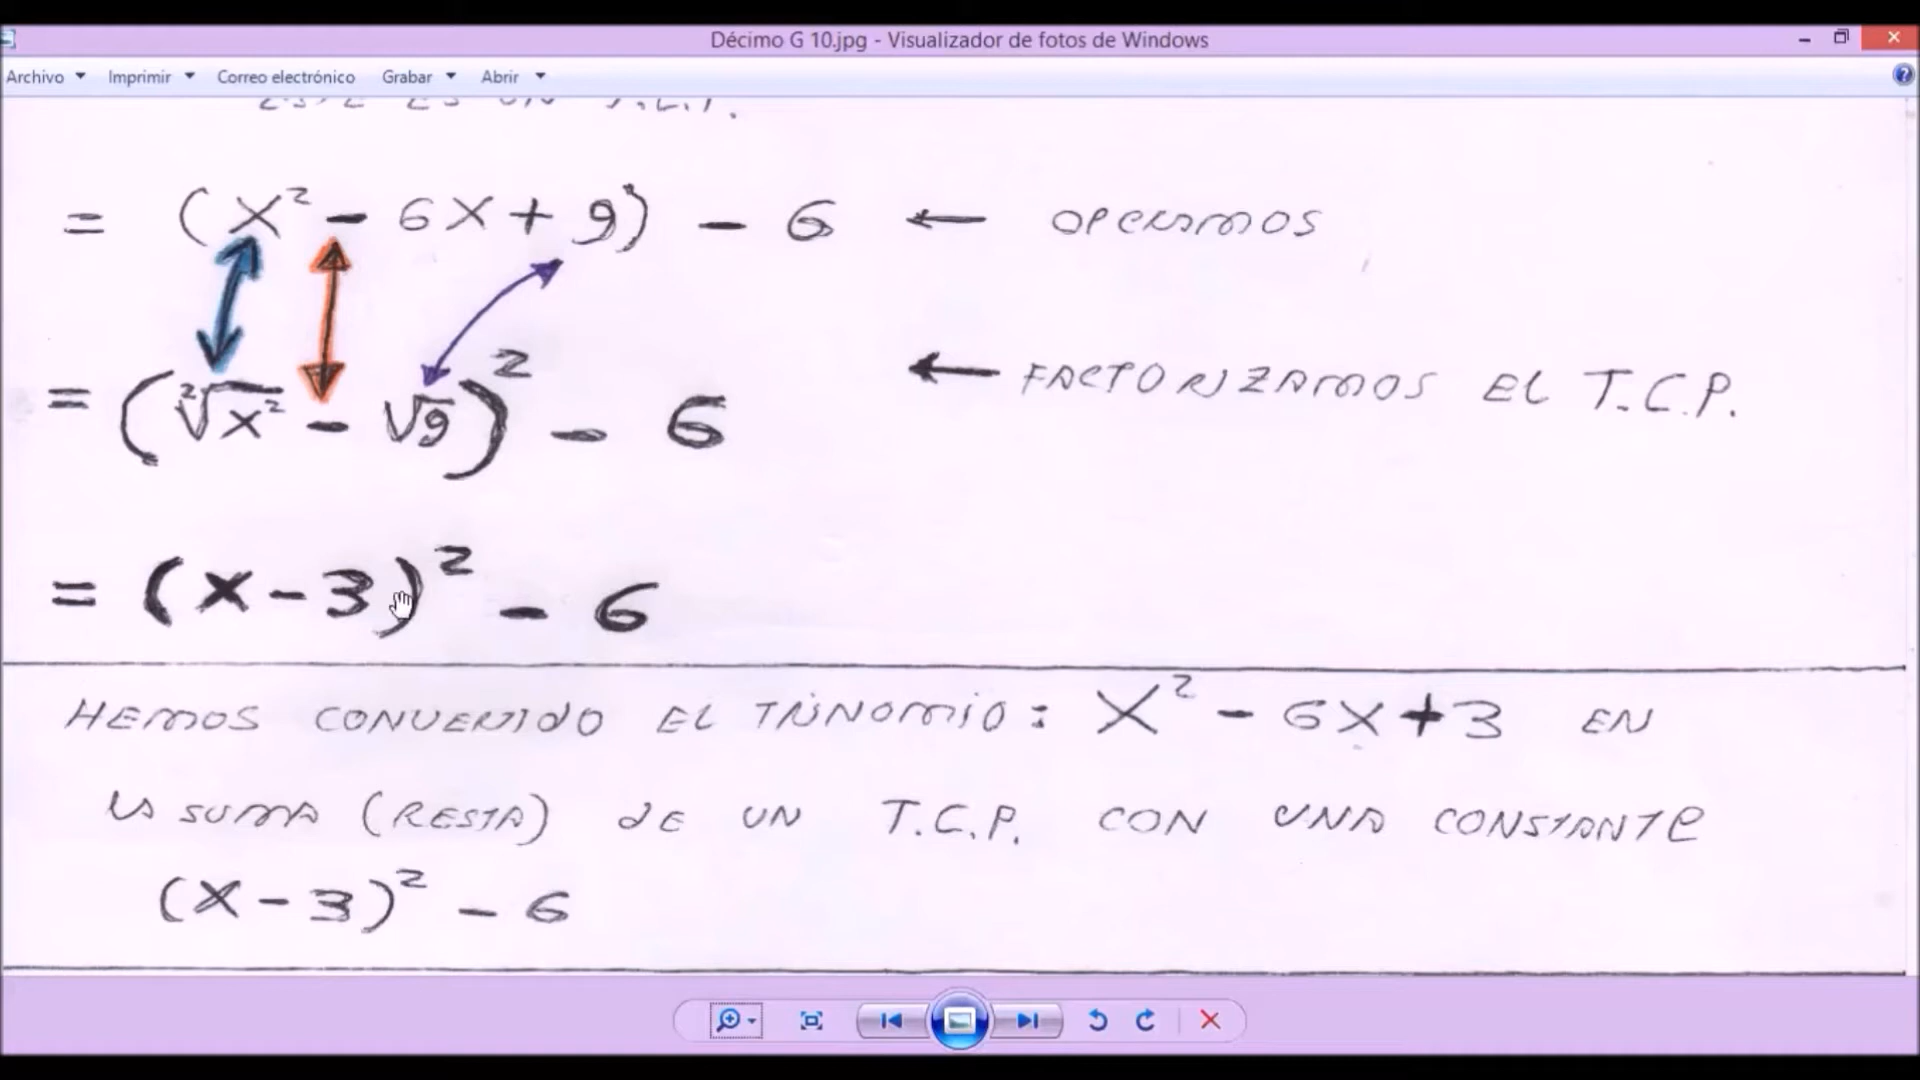 Décimo G 10.jpg - Visualizador de fotos de Windows
Archivo Imprimir Correo electrónico Grabar Abrir
= (x² - 6x + 9) - 6 ← OPERAMOS
= (²√x² - √9)² - 6 ← FACTORIZAMOS EL T.C.P.
= (x - 3)² - 6
HEMOS CONVERTIDO EL TRINOMIO: x² - 6x + 3 EN
LA SUMA (RESTA) de UN T.C.P. CON UNA CONSTANTE
(x - 3)² - 6